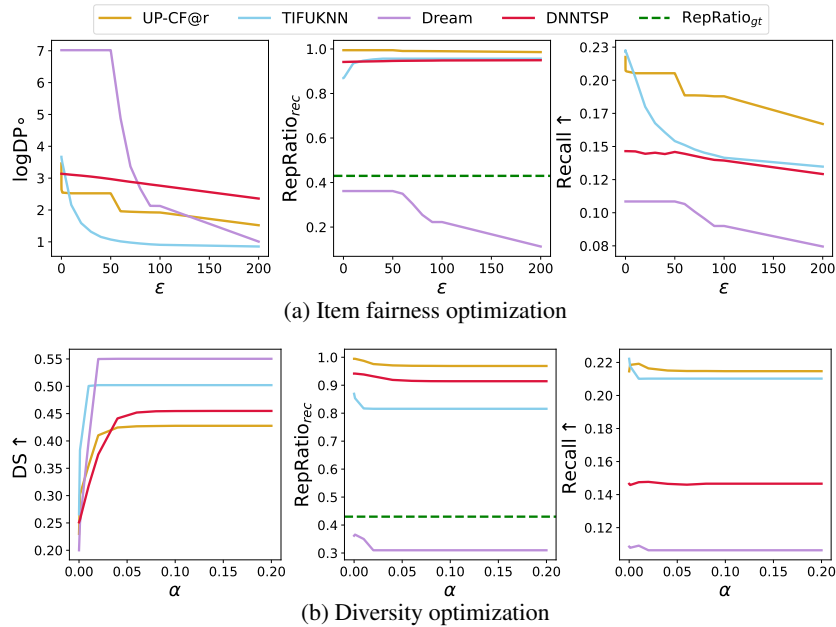 UP-CF@r TIFUKNN Dream DNNTSP RepRatio_gt
logDP∘
7
6
5
4
3
2
1
0 50 100 150 200
ε
RepRatio_rec
1.0
0.8
0.6
0.4
0.2
0 50 100 150 200
ε
Recall↑
0.23
0.20
0.17
0.15
0.12
0.10
0.08
0 50 100 150 200
ε
(a) Item fairness optimization
DS↑
0.55
0.50
0.45
0.40
0.35
0.30
0.25
0.20
0.00 0.05 0.10 0.15 0.20
α
RepRatio_rec
1.0
0.9
0.8
0.7
0.6
0.5
0.4
0.3
0.00 0.05 0.10 0.15 0.20
α
Recall↑
0.22
0.20
0.18
0.16
0.14
0.12
0.00 0.05 0.10 0.15 0.20
α
(b) Diversity optimization